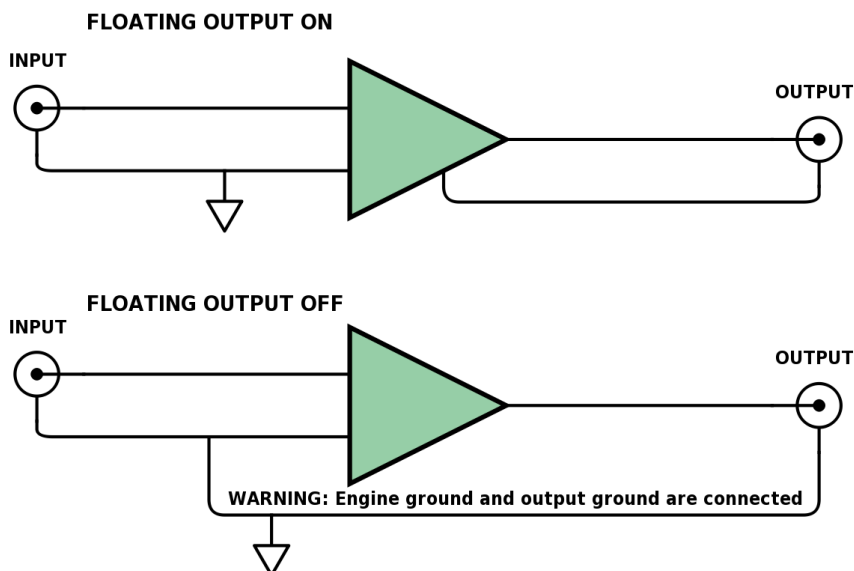 FLOATING OUTPUT ON
INPUT
OUTPUT
FLOATING OUTPUT OFF
INPUT
OUTPUT
WARNING: Engine ground and output ground are connected